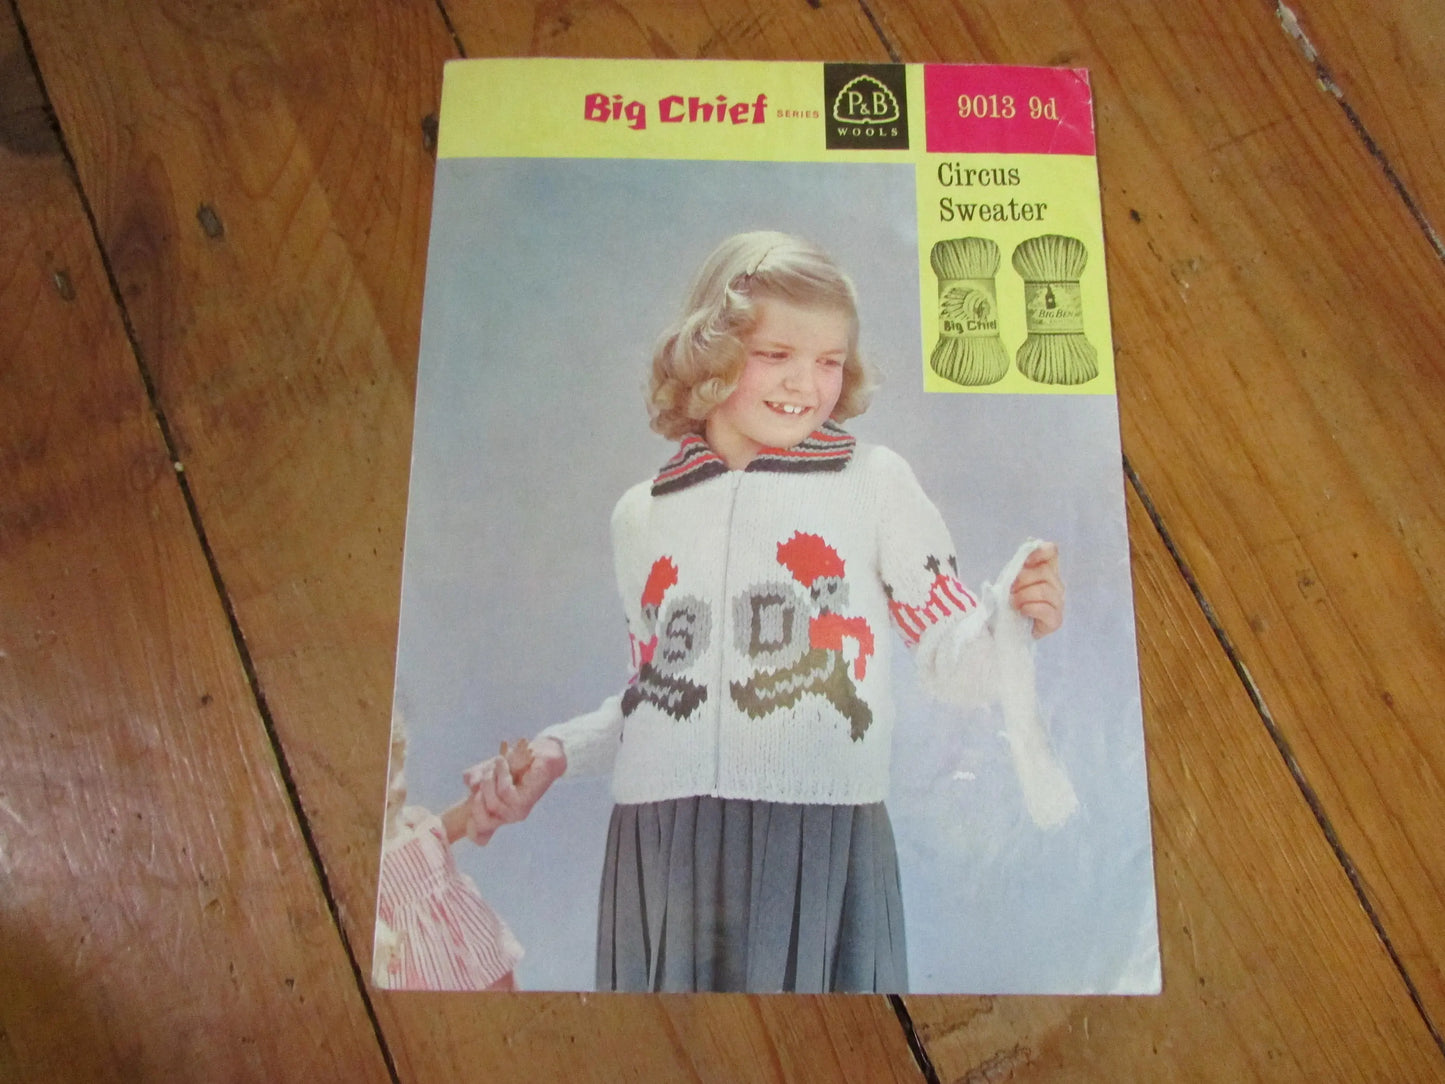 Big Chief SERIES
P&B
WOOLS
9013 9d
Circus
Sweater
Big Chief
BIG BEN